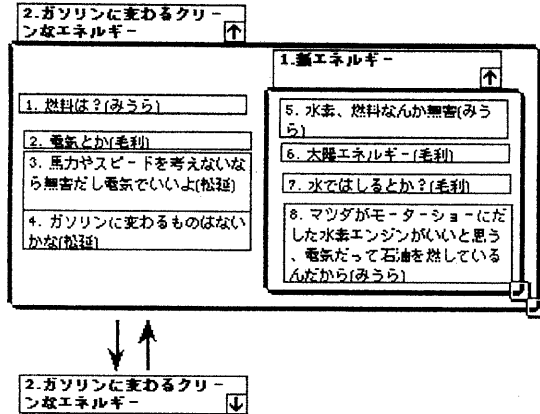 2.ガソリンに変わるクリー
ンなエネルギー
1.新エネルギー
1. 燃料は？(みうら)
2. 電気とか(毛利)
3. 馬力やスピードを考えないな
ら無害だし電気でいいよ(松延)
4. ガソリンに変わるものはない
かな(松延)
5. 水素、燃料なんか無害(みう
ら)
6. 太陽エネルギー(毛利)
7. 水ではしるとか？(毛利)
8. マツダがモーターショーにだ
した水素エンジンがいいと思う
、電気だって石油を燃している
んだから(みうら)
2.ガソリンに変わるクリー
ンなエネルギー